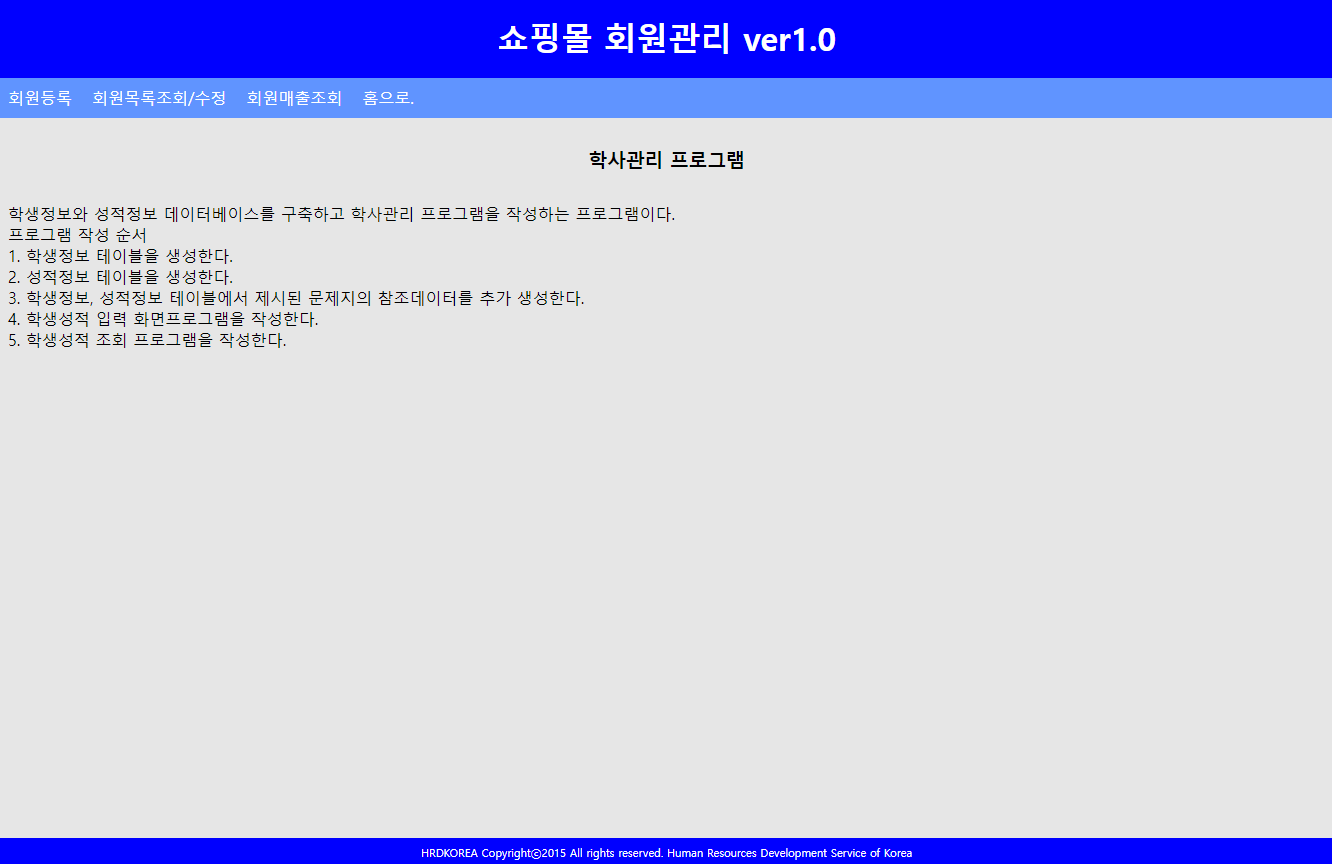 쇼핑몰 회원관리 ver1.0
회원등록 회원목록조회/수정 회원매출조회 홈으로.
학사관리 프로그램
학생정보와 성적정보 데이터베이스를 구축하고 학사관리 프로그램을 작성하는 프로그램이다.
프로그램 작성 순서
1. 학생정보 테이블을 생성한다.
2. 성적정보 테이블을 생성한다.
3. 학생정보, 성적정보 테이블에서 제시된 문제지의 참조데이터를 추가 생성한다.
4. 학생성적 입력 화면프로그램을 작성한다.
5. 학생성적 조회 프로그램을 작성한다.
HRDKOREA Copyrightⓒ2015 All rights reserved. Human Resources Development Service of Korea